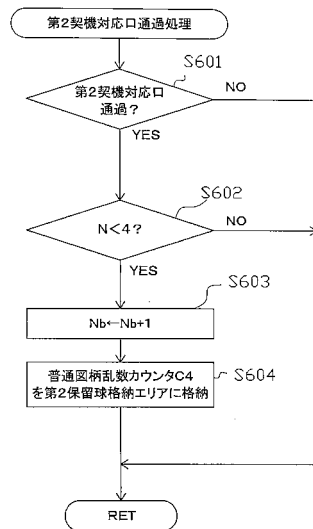 第2契機対応口通過処理
S601
第2契機対応口
通過？
NO
YES
S602
N<4？
NO
YES
S603
Nb←Nb+1
普通図柄乱数カウンタC4
を第2保留球格納エリアに格納
S604
RET